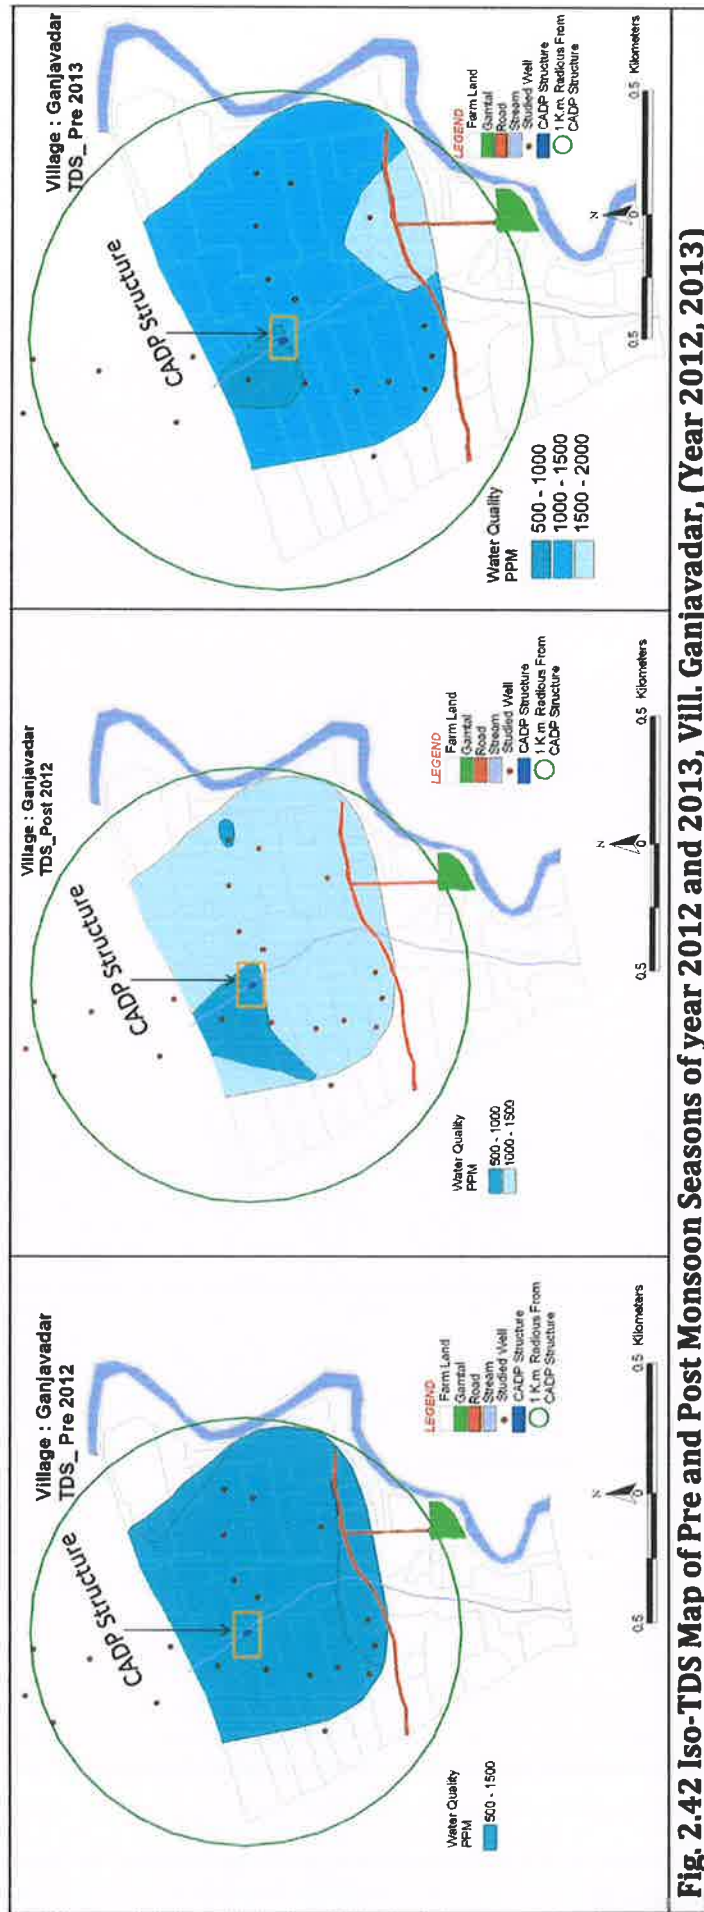 Village : Ganjavadar
TDS_ Pre 2012
CADP Structure
Water Quality
PPM
500 - 1500
LEGEND
Farm Land
Gamtal
Road
Stream
Studied Well
CADP Structure
1 K.m. Radious From
CADP Structure
N
0.5 0 0.5 Kilometers
Village : Ganjavadar
TDS_Post 2012
CADP Structure
Water Quality
PPM
500 - 1000
1000 - 1500
LEGEND
Farm Land
Gamtal
Road
Stream
Studied Well
CADP Structure
1 K.m. Radious From
CADP Structure
N
0.5 0 0.5 Kilometers
Village : Ganjavadar
TDS_ Pre 2013
CADP Structure
Water Quality
PPM
500 - 1000
1000 - 1500
1500 - 2000
LEGEND
Farm Land
Gamtal
Road
Stream
Studied Well
CADP Structure
1 K.m. Radious From
CADP Structure
N
0.5 0 0.5 Kilometers
Fig. 2.42 Iso-TDS Map of Pre and Post Monsoon Seasons of year 2012 and 2013, Vill. Ganjavadar, (Year 2012, 2013)